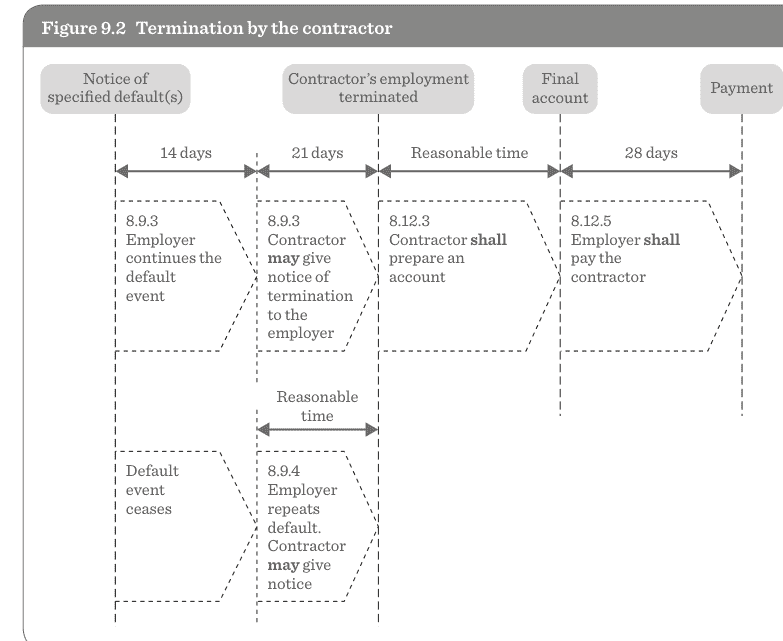 Figure 9.2 Termination by the contractor
Notice of
specified default(s)
Contractor's employment
terminated
Final
account
Payment
14 days
21 days
Reasonable time
28 days
8.9.3
Employer
continues the
default
event
8.9.3
Contractor
may give
notice of
termination
to the
employer
8.12.3
Contractor shall
prepare an
account
8.12.5
Employer shall
pay the
contractor
Reasonable
time
Default
event
ceases
8.9.4
Employer
repeats
default.
Contractor
may give
notice